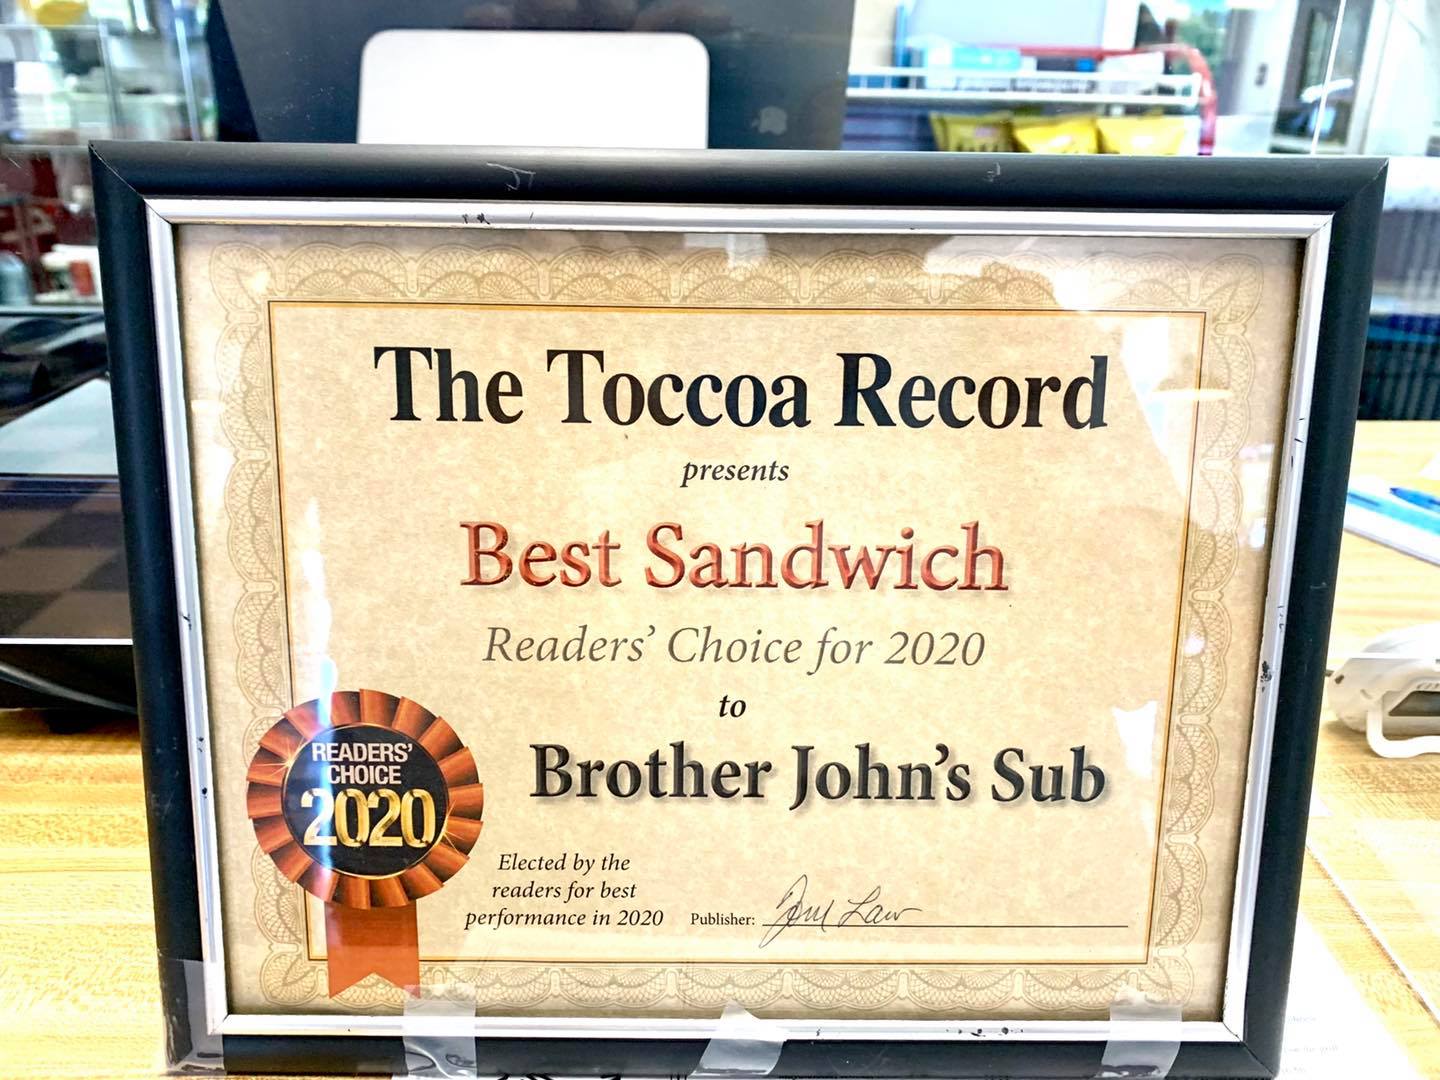 The Toccoa Record
presents
Best Sandwich
Readers' Choice for 2020
to
Brother John's Sub
READERS'
CHOICE
2020
Elected by the
readers for best
performance in 2020
Publisher: